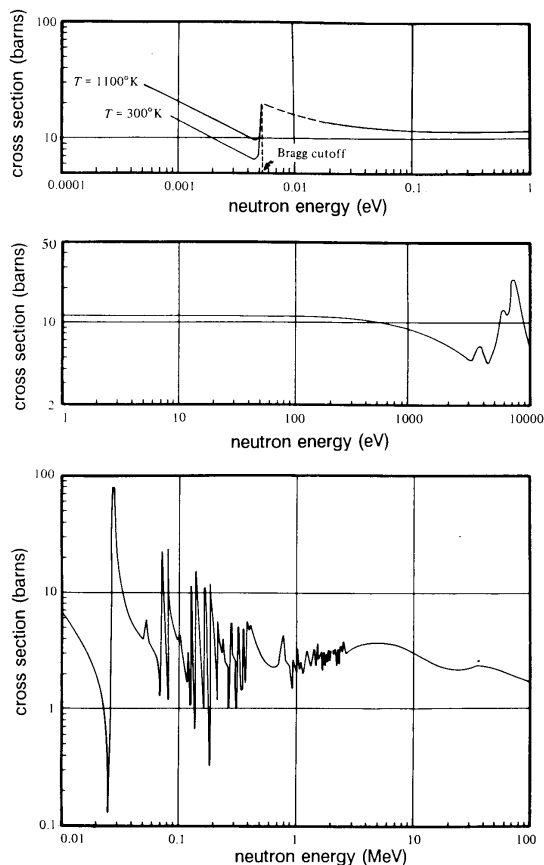 cross section (barns)
100
10
5
T = 1100°K
T = 300°K
Bragg cutoff
0.0001
0.001
0.01
0.1
1
neutron energy (eV)
cross section (barns)
50
10
2
1
10
100
1000
10000
neutron energy (eV)
cross section (barns)
100
10
1
0.1
0.01
0.1
1
10
100
neutron energy (MeV)